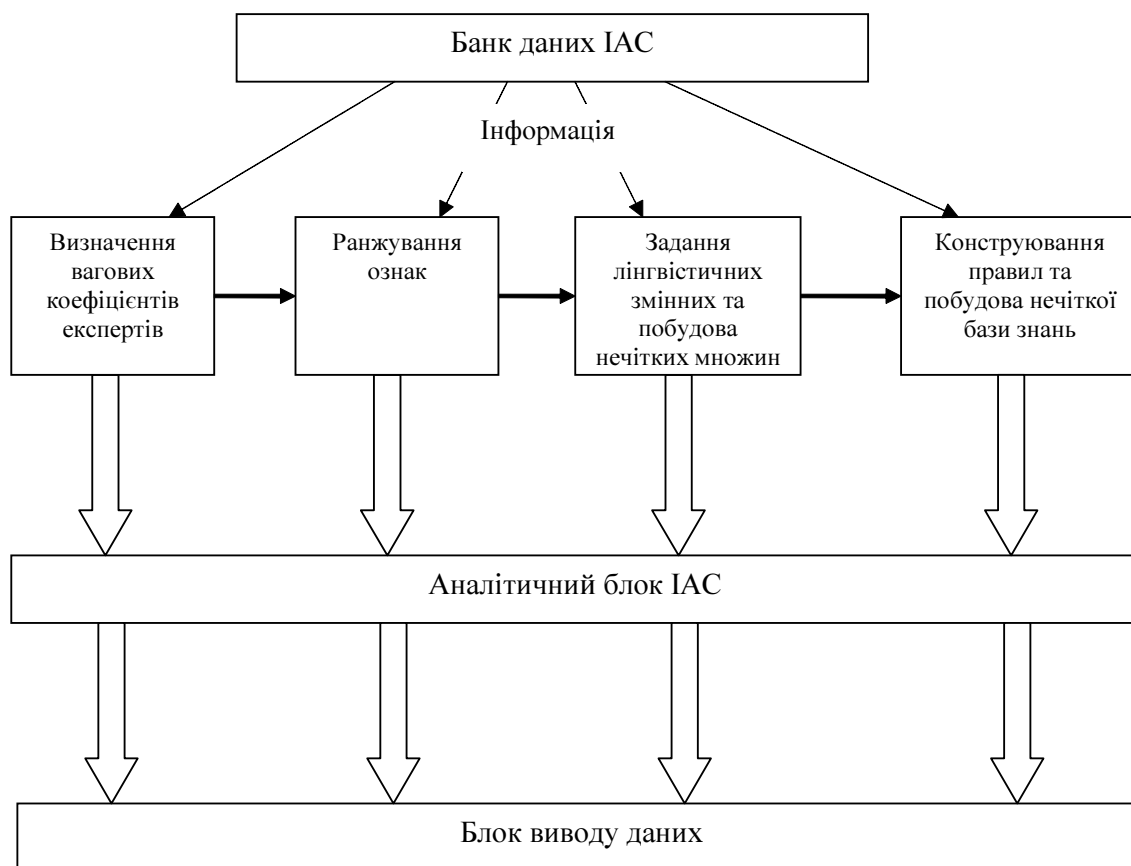 Банк даних ІАС
Інформація
Визначення
вагових
коефіцієнтів
експертів
Ранжування
ознак
Задання
лінгвістичних
змінних та
побудова
нечітких множин
Конструювання
правил та
побудова нечіткої
бази знань
Аналітичний блок ІАС
Блок виводу даних